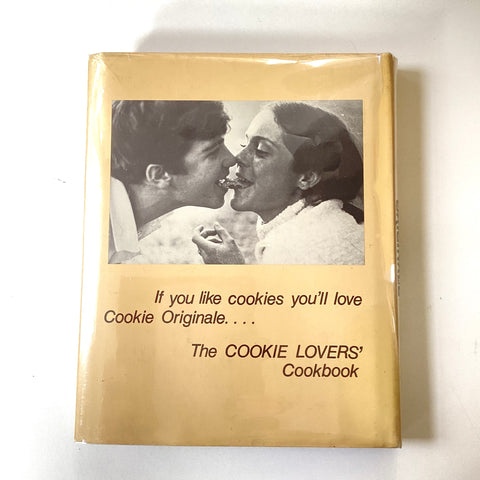 If you like cookies you'll love
Cookie Originale....
The COOKIE LOVERS'
Cookbook